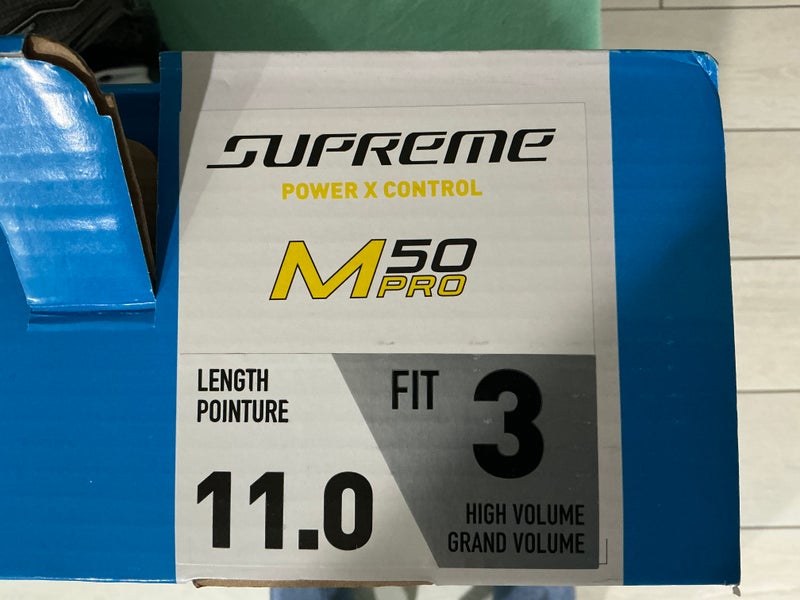 SUPREME
POWER X CONTROL
M50
PRO
LENGTH
POINTURE
11.0
FIT 3
HIGH VOLUME
GRAND VOLUME